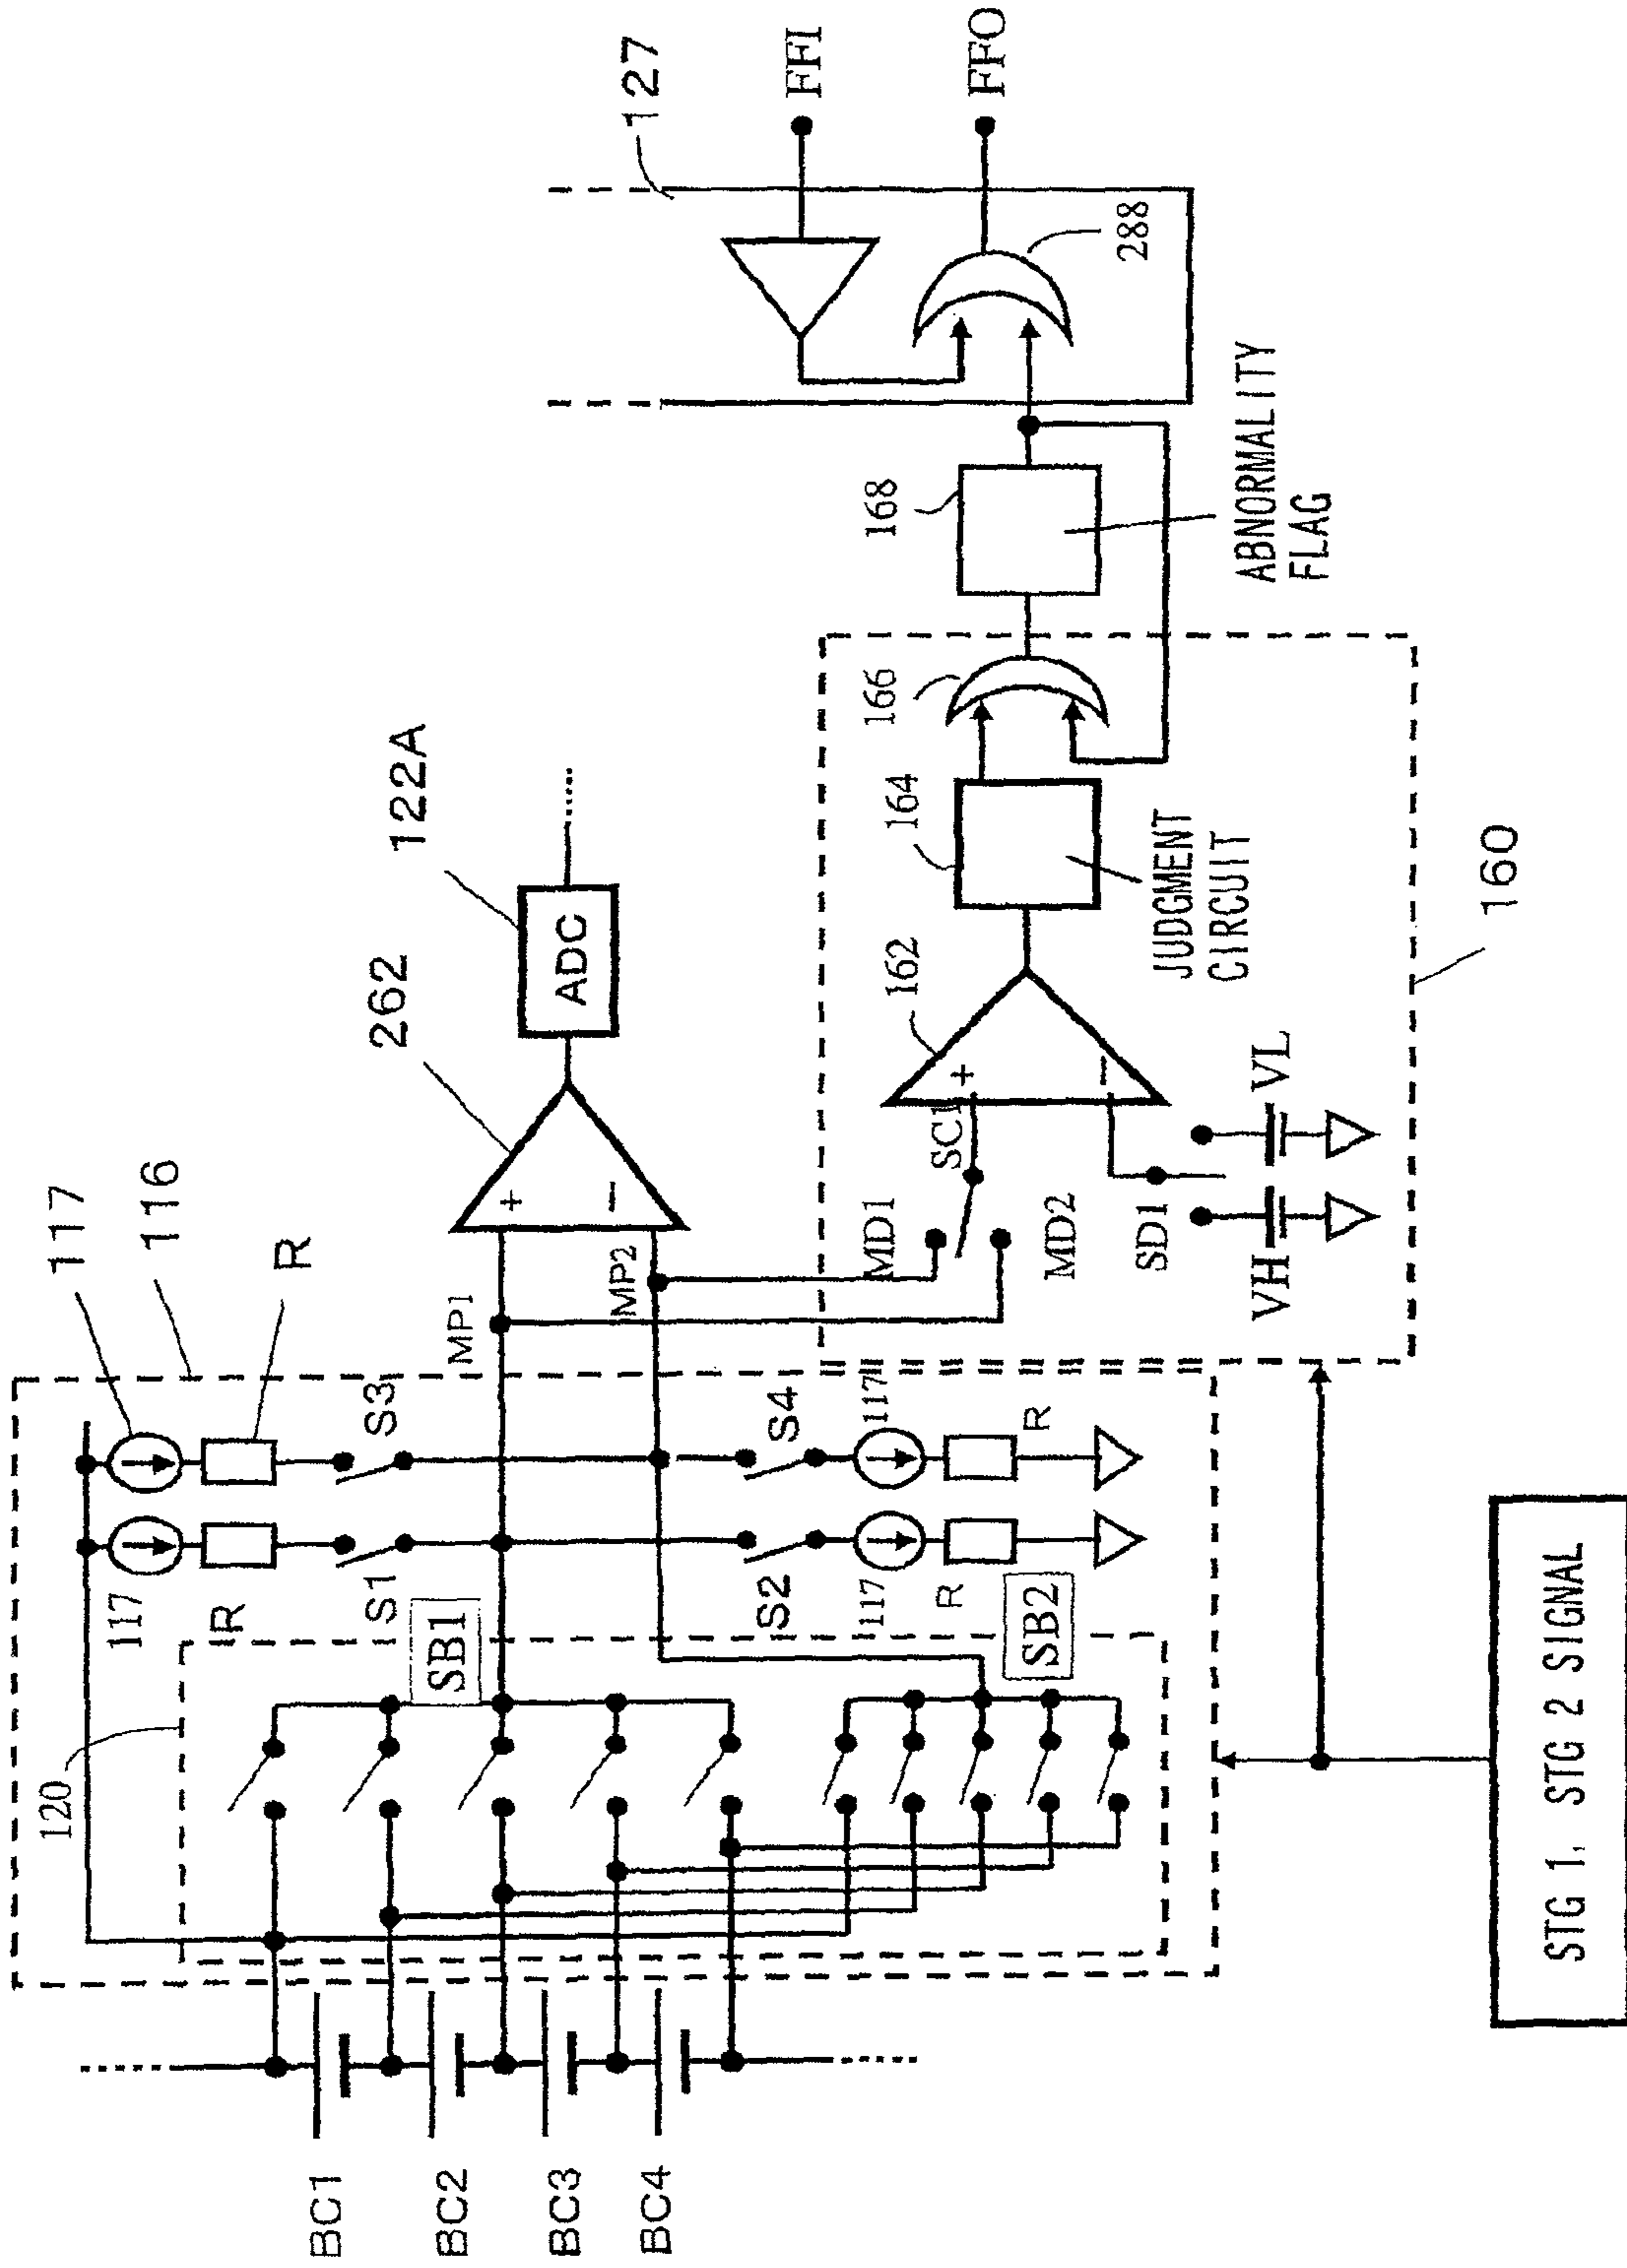 BC1
BC2
BC3
BC4
120
117
R
S1
SB1
S2
117
R
SB2
117
116
R
S3
S4
117
R
MP1
MP2
+
−
262
ADC
122A
MD1
MD2
SC1
SD1
VH
VL
+
−
162
164
JUDGMENT
CIRCUIT
166
160
168
ABNORMALITY
FLAG
127
288
FFI
FFO
STG 1, STG 2 SIGNAL